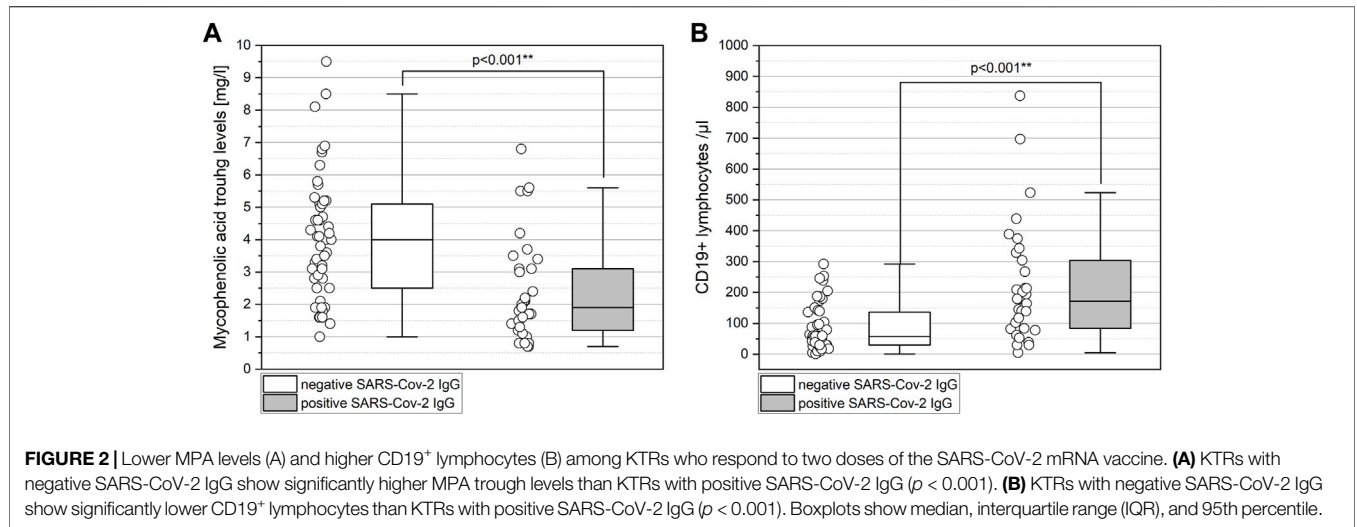 A
Mycophenolic acid trouhg levels [mg/l]
10
9
8
7
6
5
4
3
2
1
0
p<0.001**
negative SARS-Cov-2 IgG
positive SARS-Cov-2 IgG
B
CD19+ lymphocytes /µl
1000
900
800
700
600
500
400
300
200
100
0
p<0.001**
negative SARS-Cov-2 IgG
positive SARS-Cov-2 IgG
FIGURE 2 | Lower MPA levels (A) and higher CD19⁺ lymphocytes (B) among KTRs who respond to two doses of the SARS-CoV-2 mRNA vaccine. (A) KTRs with
negative SARS-CoV-2 IgG show significantly higher MPA trough levels than KTRs with positive SARS-CoV-2 IgG (p < 0.001). (B) KTRs with negative SARS-CoV-2 IgG
show significantly lower CD19⁺ lymphocytes than KTRs with positive SARS-CoV-2 IgG (p < 0.001). Boxplots show median, interquartile range (IQR), and 95th percentile.